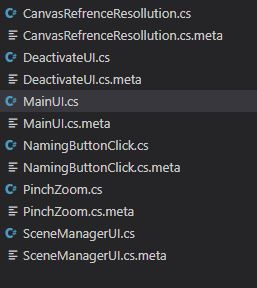 C# CanvasRefrenceResollution.cs
CanvasRefrenceResollution.cs.meta
C# DeactivateUI.cs
DeactivateUI.cs.meta
C# MainUI.cs
MainUI.cs.meta
C# NamingButtonClick.cs
NamingButtonClick.cs.meta
C# PinchZoom.cs
PinchZoom.cs.meta
C# SceneManagerUI.cs
SceneManagerUI.cs.meta